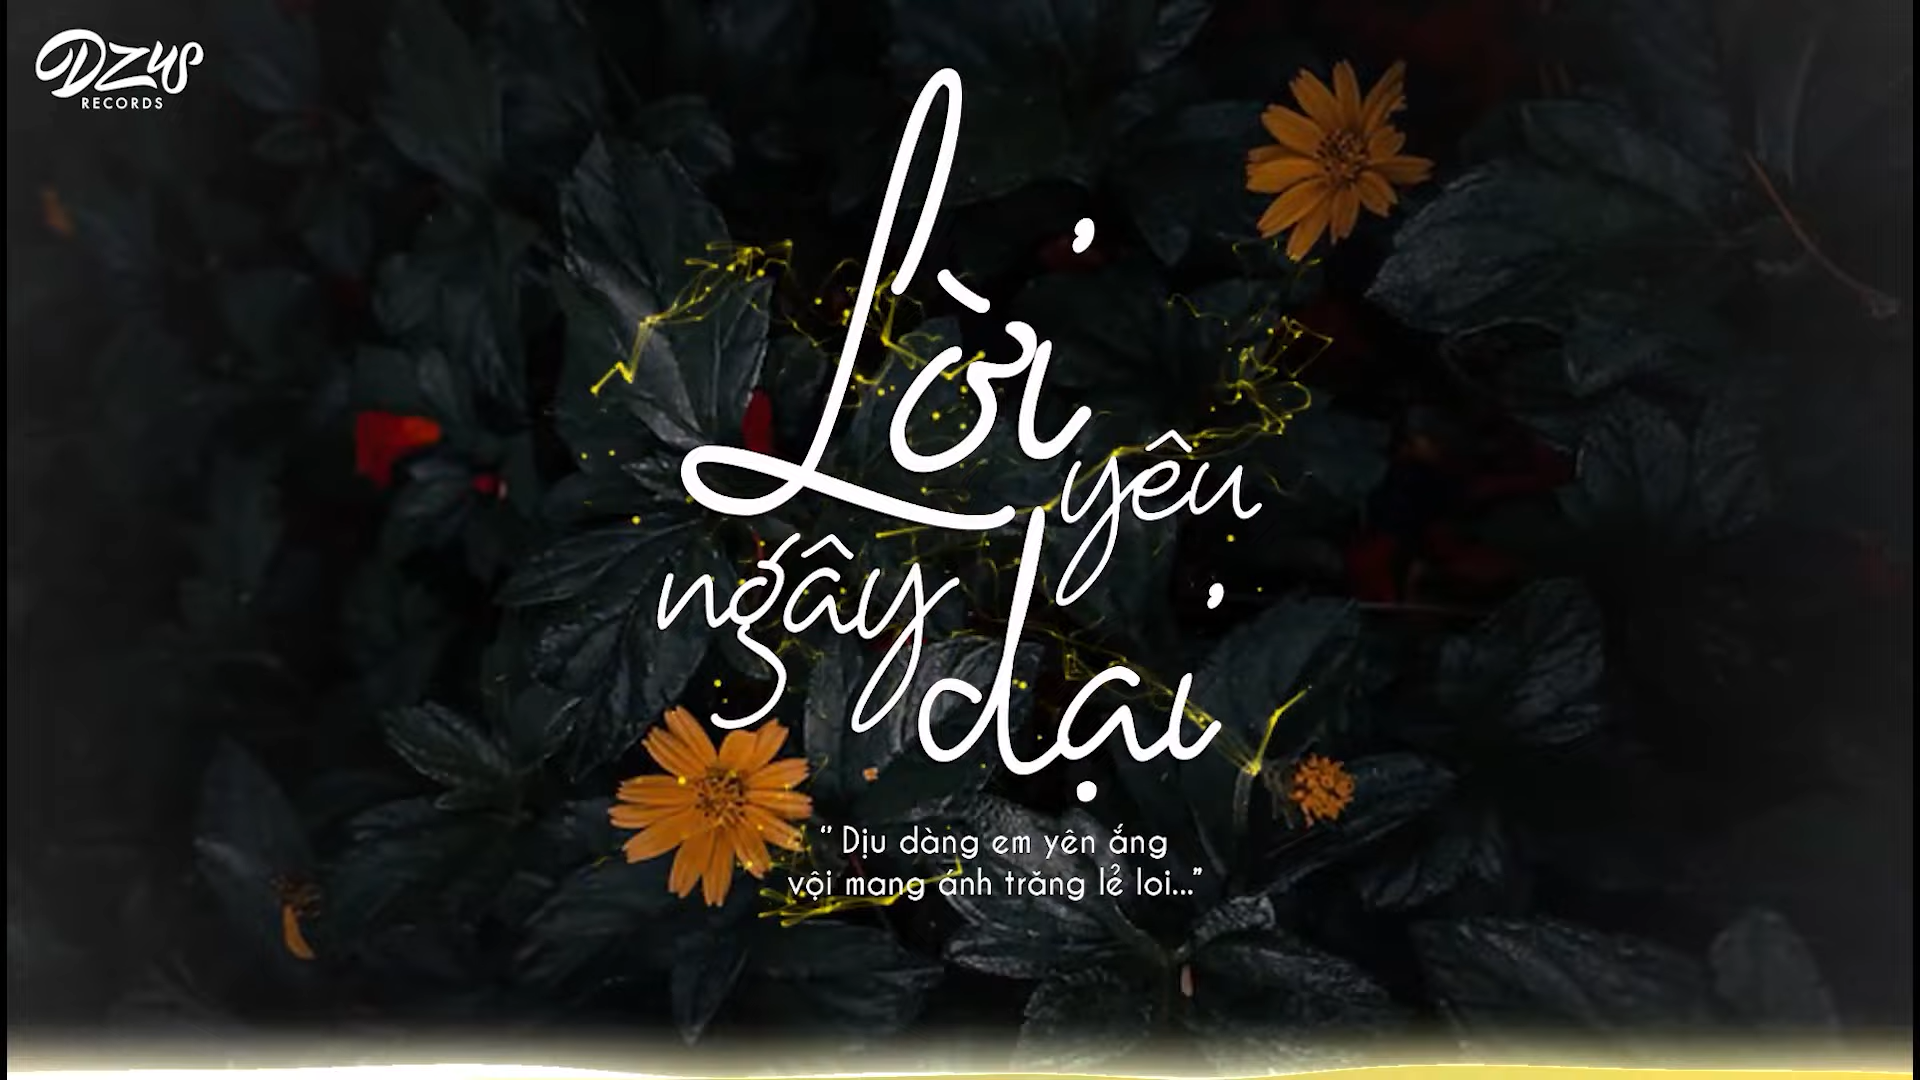 DZUS
RECORDS
Lời
yêu
ngây
dại
" Dịu dàng em yên ắng
vội mang ánh trăng lẻ loi..."